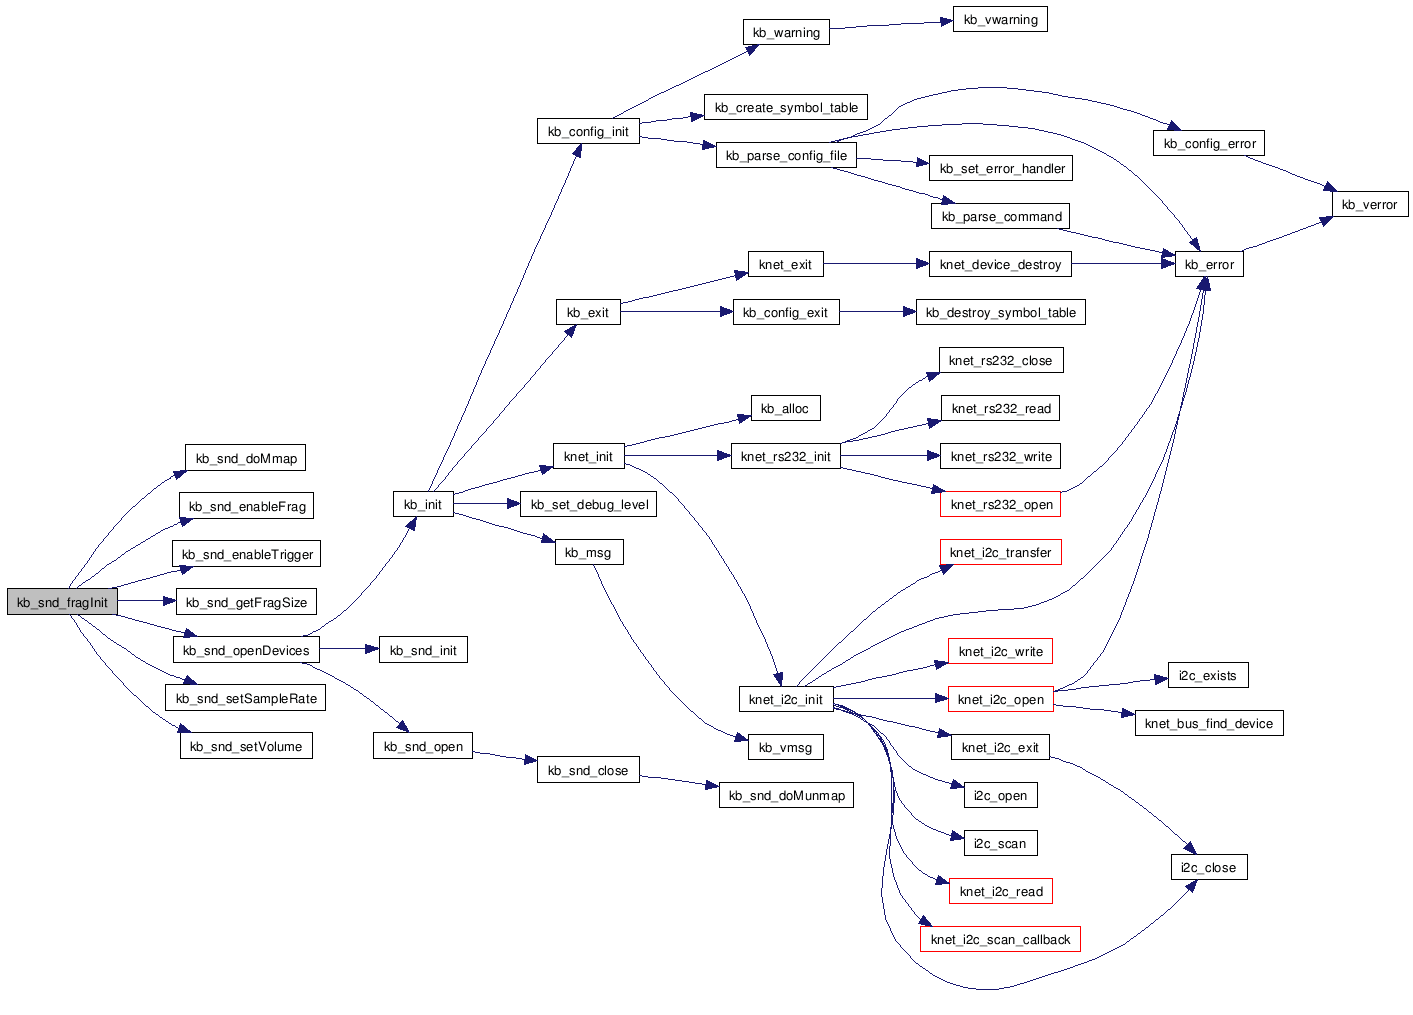 kb_vwarning
kb_warning
kb_create_symbol_table
kb_config_init
kb_config_error
kb_parse_config_file
kb_set_error_handler
kb_verror
kb_parse_command
knet_exit
knet_device_destroy
kb_error
kb_exit
kb_config_exit
kb_destroy_symbol_table
knet_rs232_close
kb_alloc
knet_rs232_read
kb_snd_doMmap
knet_init
knet_rs232_init
knet_rs232_write
kb_snd_enableFrag
kb_init
kb_set_debug_level
knet_rs232_open
kb_snd_enableTrigger
kb_msg
knet_i2c_transfer
kb_snd_fragInit
kb_snd_getFragSize
kb_snd_openDevices
kb_snd_init
knet_i2c_write
i2c_exists
kb_snd_setSampleRate
knet_i2c_init
knet_i2c_open
knet_bus_find_device
kb_snd_setVolume
kb_snd_open
kb_vmsg
knet_i2c_exit
kb_snd_close
kb_snd_doMunmap
i2c_open
i2c_scan
i2c_close
knet_i2c_read
knet_i2c_scan_callback